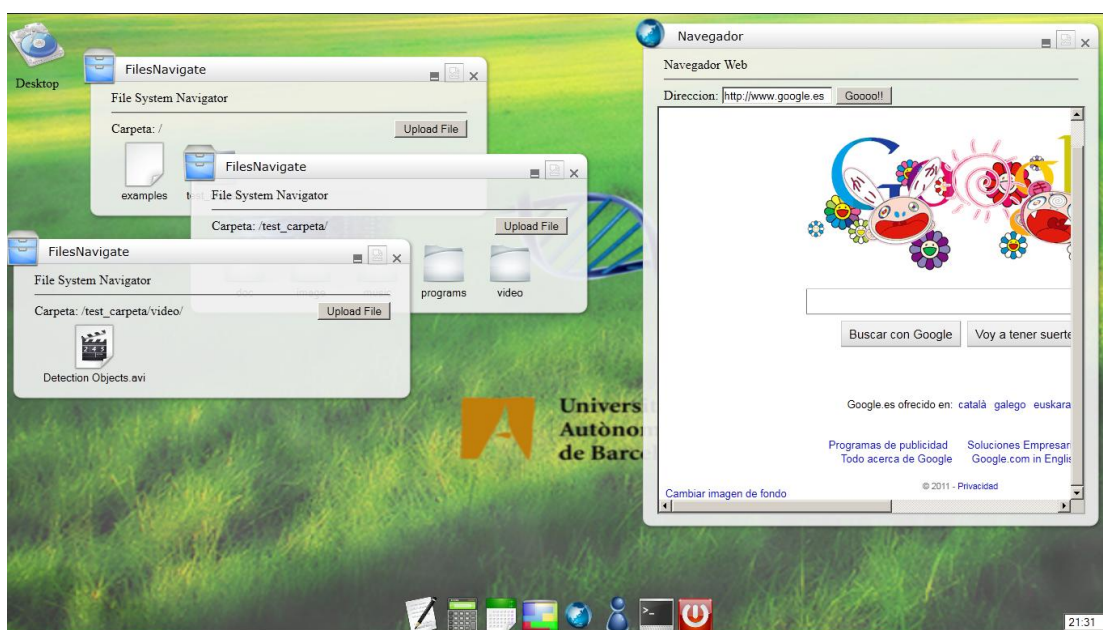 Desktop
FilesNavigate
File System Navigator
Carpeta: /
Upload File
examples
FilesNavigate
File System Navigator
Carpeta: /test_carpeta/
Upload File
programs
video
FilesNavigate
File System Navigator
Carpeta: /test_carpeta/video/
Upload File
Detection Objects.avi
Navegador
Navegador Web
Direccion: http://www.google.es Goooo!!
Buscar con Google Voy a tener suerte
Google.es ofrecido en: català galego euskara
Programas de publicidad Soluciones Empresar
Todo acerca de Google Google.com in Englis
© 2011 - Privacidad
Cambiar imagen de fondo
Univers
Autònom
de Barce
21:31